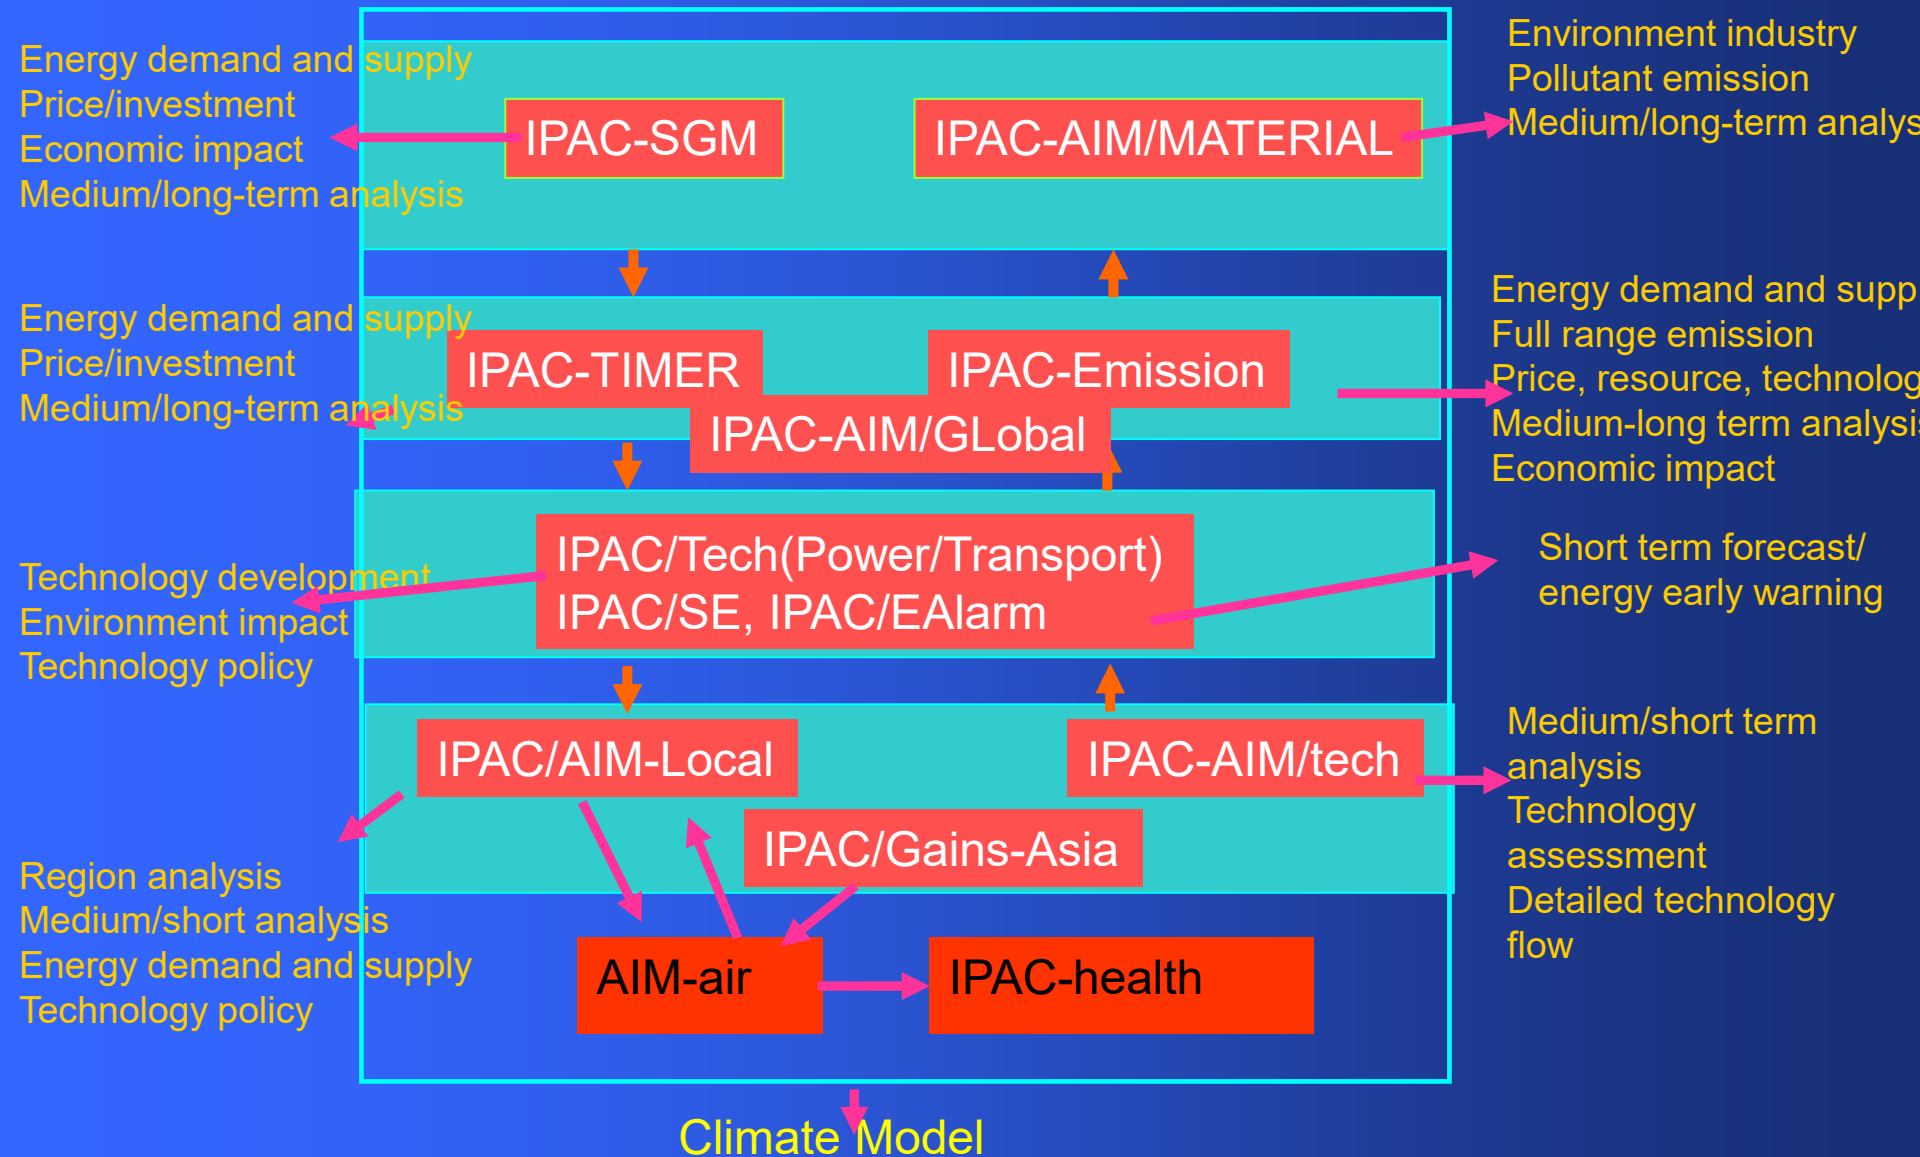 Energy demand and supply
Price/investment
Economic impact
Medium/long-term analysis
IPAC-SGM
IPAC-AIM/MATERIAL
Environment industry
Pollutant emission
Medium/long-term analys
Energy demand and supply
Price/investment
Medium/long-term analysis
IPAC-TIMER
IPAC-Emission
IPAC-AIM/GLobal
Energy demand and supp
Full range emission
Price, resource, technolog
Medium-long term analysis
Economic impact
Technology development
Environment impact
Technology policy
IPAC/Tech(Power/Transport)
IPAC/SE, IPAC/EAlarm
Short term forecast/
energy early warning
IPAC/AIM-Local
IPAC-AIM/tech
IPAC/Gains-Asia
Medium/short term
analysis
Technology
assessment
Detailed technology
flow
Region analysis
Medium/short analysis
Energy demand and supply
Technology policy
AIM-air
IPAC-health
Climate Model